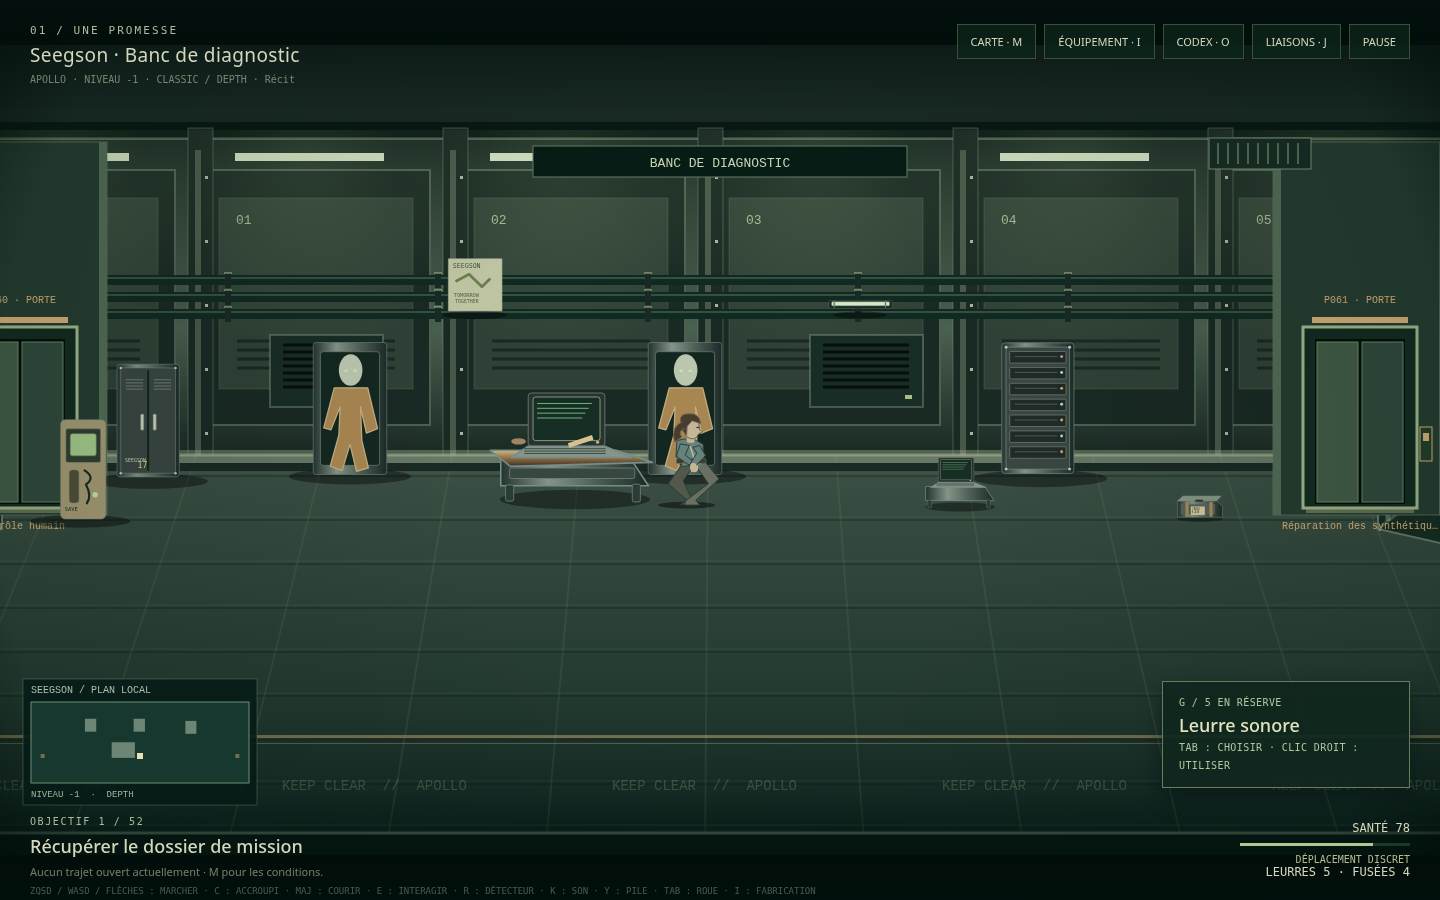 01 / UNE PROMESSE
Seegson · Banc de diagnostic
APOLLO · NIVEAU -1 · CLASSIC / DEPTH · Récit
CARTE · M
ÉQUIPEMENT · I
CODEX · O
LIAISONS · J
PAUSE
BANC DE DIAGNOSTIC
01
02
03
04
05
SEEGSON
TOMORROW
TOGETHER
60 · PORTE
P061 · PORTE
SEEGSON
17
SAVE
rôle humain
Réparation des synthétiqu…
SEEGSON / PLAN LOCAL
NIVEAU -1 · DEPTH
G / 5 EN RÉSERVE
Leurre sonore
TAB : CHOISIR · CLIC DROIT :
UTILISER
KEEP CLEAR // APOLLO
KEEP CLEAR // APOLLO
KEEP CLEAR // APOLLO
OBJECTIF 1 / 52
Récupérer le dossier de mission
Aucun trajet ouvert actuellement · M pour les conditions.
ZQSD / WASD / FLÈCHES : MARCHER · C : ACCROUPI · MAJ : COURIR · E : INTERAGIR · R : DÉTECTEUR · K : SON · Y : PILE · TAB : ROUE · I : FABRICATION
SANTÉ 78
DÉPLACEMENT DISCRET
LEURRES 5 · FUSÉES 4